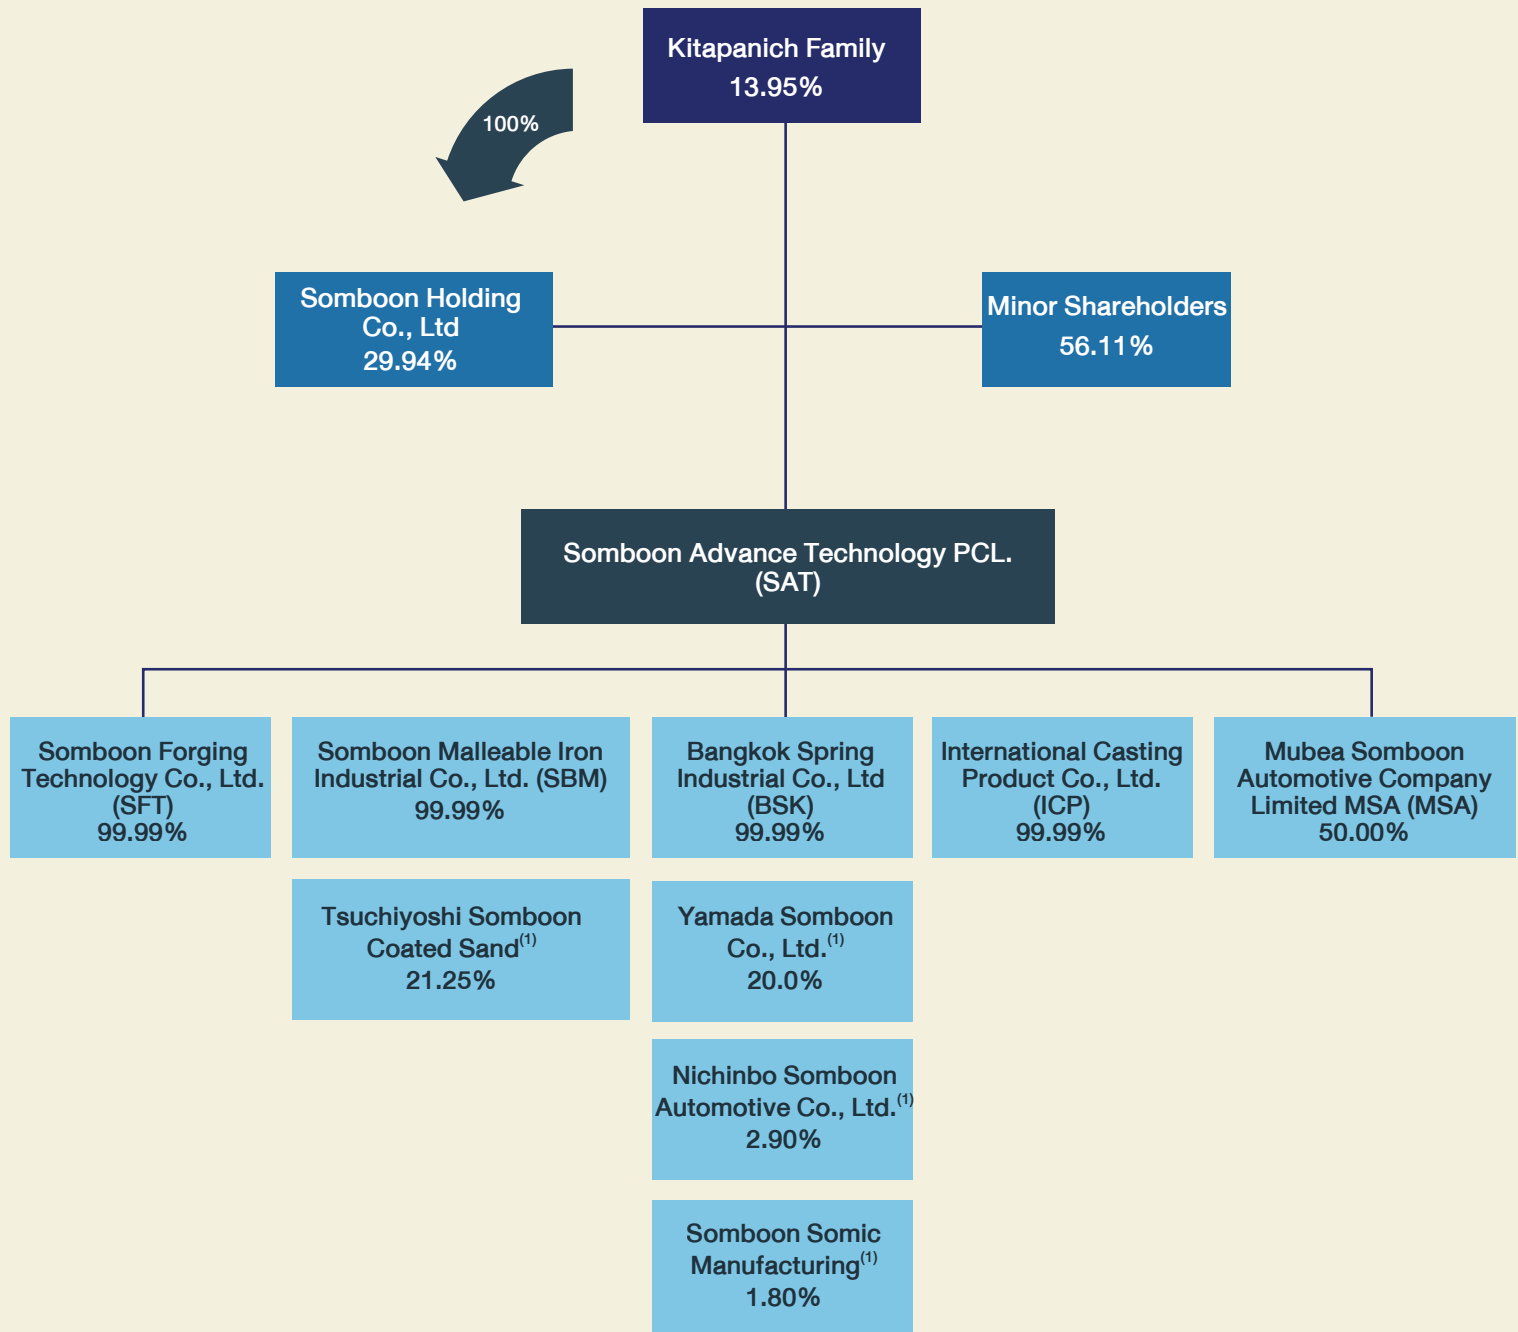 Kitapanich Family
13.95%
100%
Somboon Holding
Co., Ltd
29.94%
Minor Shareholders
56.11%
Somboon Advance Technology PCL.
(SAT)
Somboon Forging
Technology Co., Ltd.
(SFT)
99.99%
Somboon Malleable Iron
Industrial Co., Ltd. (SBM)
99.99%
Bangkok Spring
Industrial Co., Ltd
(BSK)
99.99%
International Casting
Product Co., Ltd.
(ICP)
99.99%
Mubea Somboon
Automotive Company
Limited MSA (MSA)
50.00%
Tsuchiyoshi Somboon
Coated Sand(1)
21.25%
Yamada Somboon
Co., Ltd.(1)
20.0%
Nichinbo Somboon
Automotive Co., Ltd.(1)
2.90%
Somboon Somic
Manufacturing(1)
1.80%